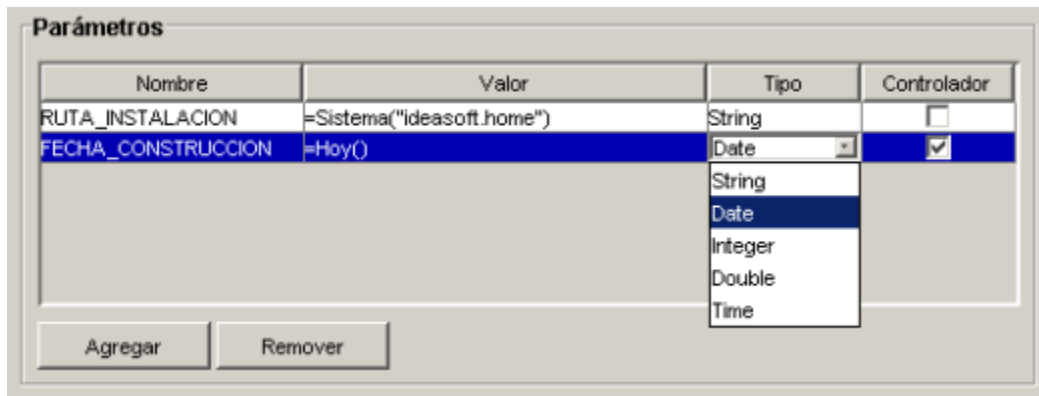 Parámetros
Nombre Valor Tipo Controlador
RUTA_INSTALACION =Sistema("ideasoft.home") String
FECHA_CONSTRUCCION =Hoy() Date
String
Date
Integer
Double
Time
Agregar Remover